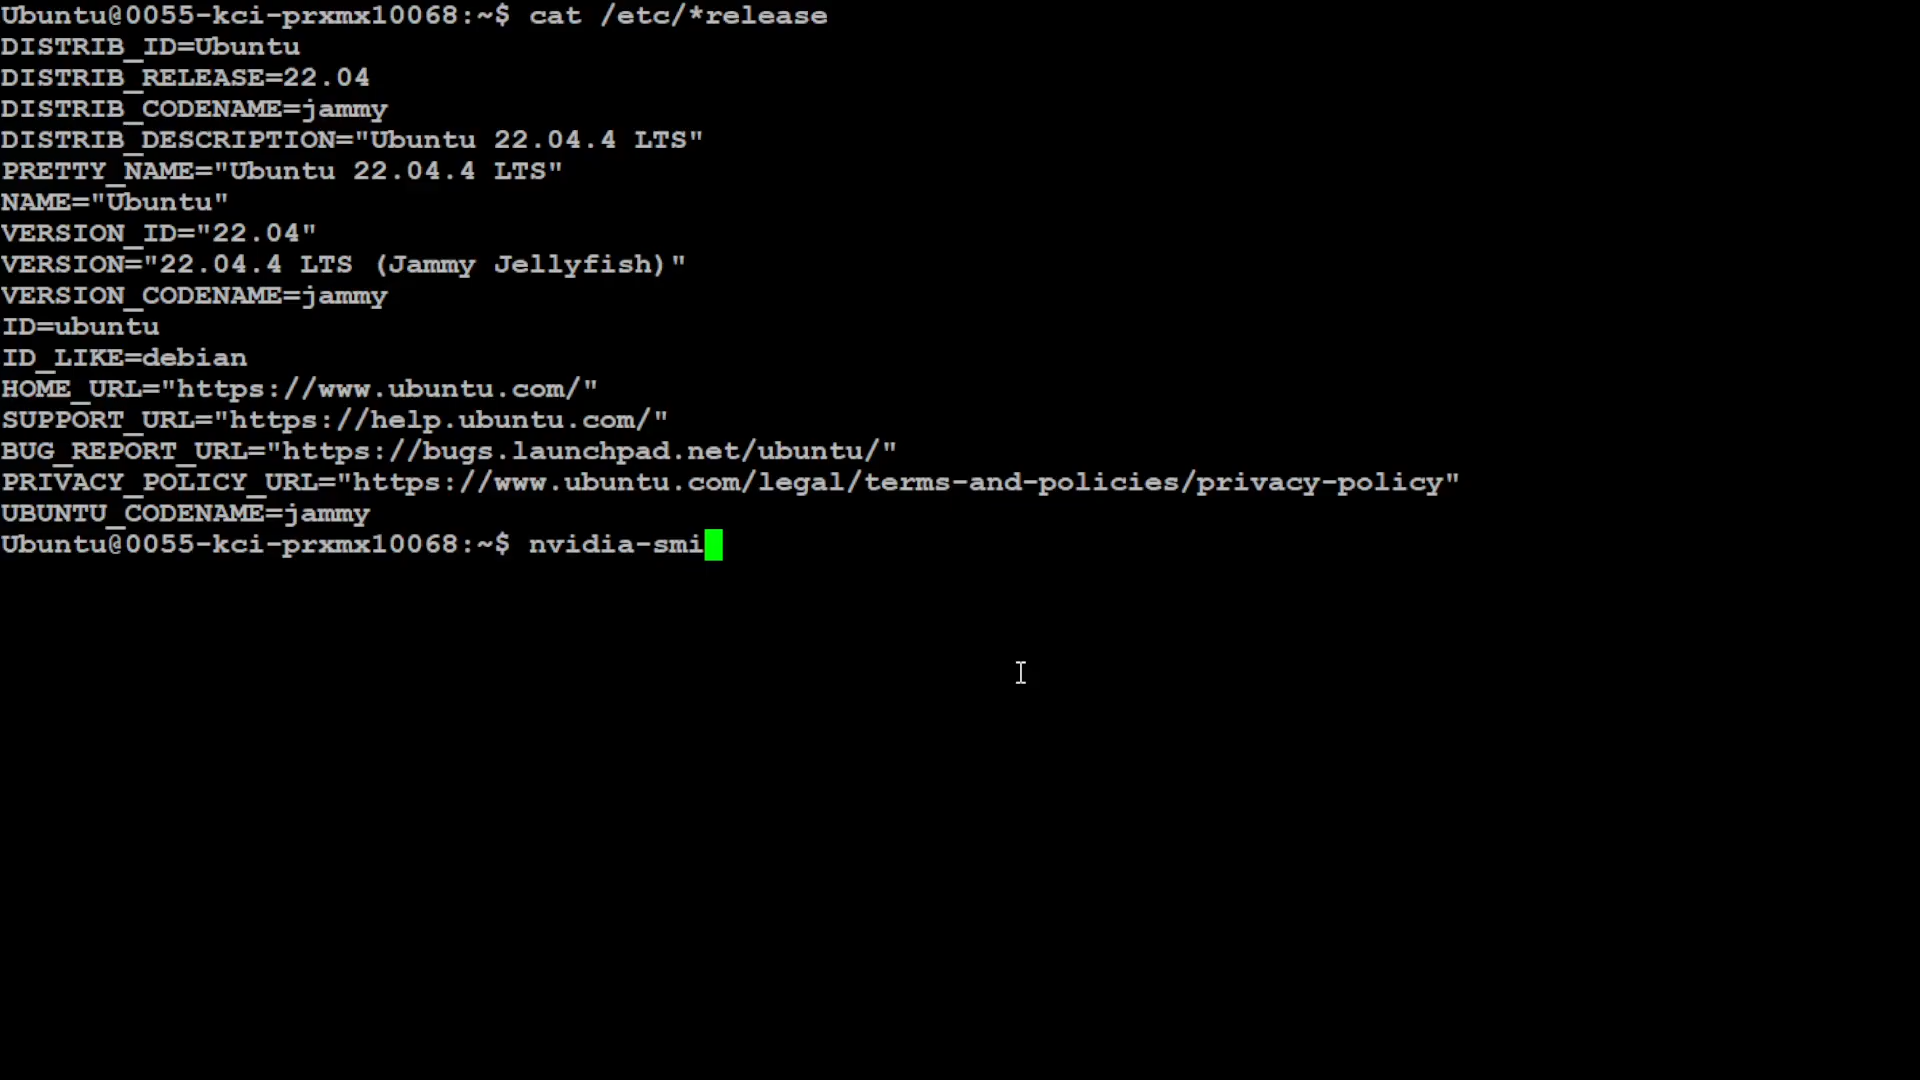 Ubuntu@0055-kci-prxmx10068:~$ cat /etc/*release
DISTRIB_ID=Ubuntu
DISTRIB_RELEASE=22.04
DISTRIB_CODENAME=jammy
DISTRIB_DESCRIPTION="Ubuntu 22.04.4 LTS"
PRETTY_NAME="Ubuntu 22.04.4 LTS"
NAME="Ubuntu"
VERSION_ID="22.04"
VERSION="22.04.4 LTS (Jammy Jellyfish)"
VERSION_CODENAME=jammy
ID=ubuntu
ID_LIKE=debian
HOME_URL="https://www.ubuntu.com/"
SUPPORT_URL="https://help.ubuntu.com/"
BUG_REPORT_URL="https://bugs.launchpad.net/ubuntu/"
PRIVACY_POLICY_URL="https://www.ubuntu.com/legal/terms-and-policies/privacy-policy"
UBUNTU_CODENAME=jammy
Ubuntu@0055-kci-prxmx10068:~$ nvidia-smi